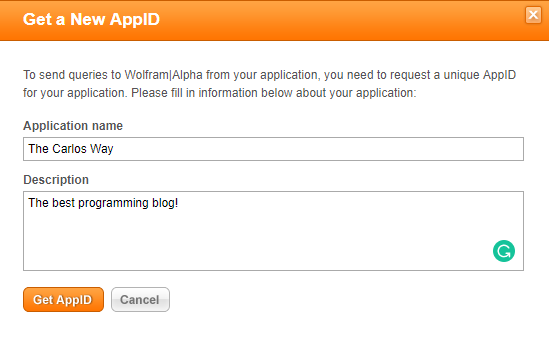 Get a New AppID
To send queries to Wolfram|Alpha from your application, you need to request a unique AppID
for your application. Please fill in information below about your application:
Application name
The Carlos Way
Description
The best programming blog!
Get AppID Cancel